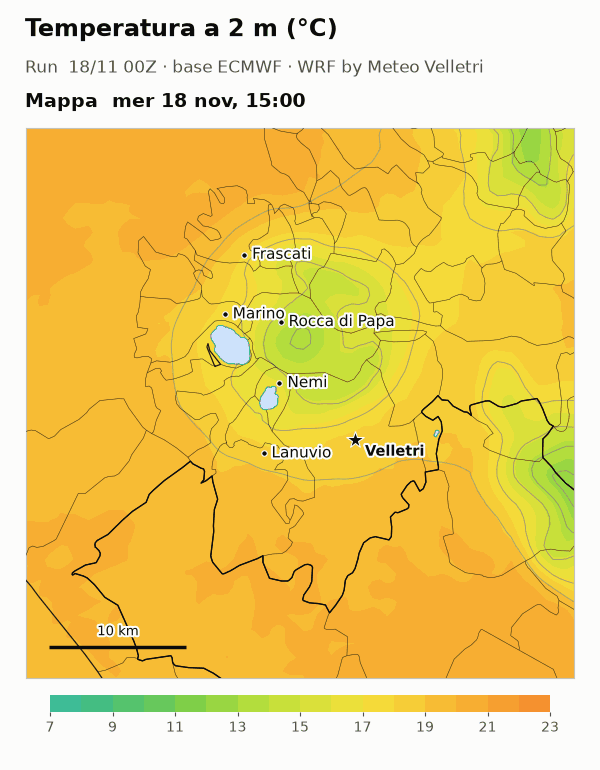 Temperatura a 2 m (°C)
Run  18/11 00Z · base ECMWF · WRF by Meteo Velletri
Mappa  mer 18 nov, 15:00
Frascati
Marino
Rocca di Papa
Nemi
Velletri
Lanuvio
10 km
7 9 11 13 15 17 19 21 23